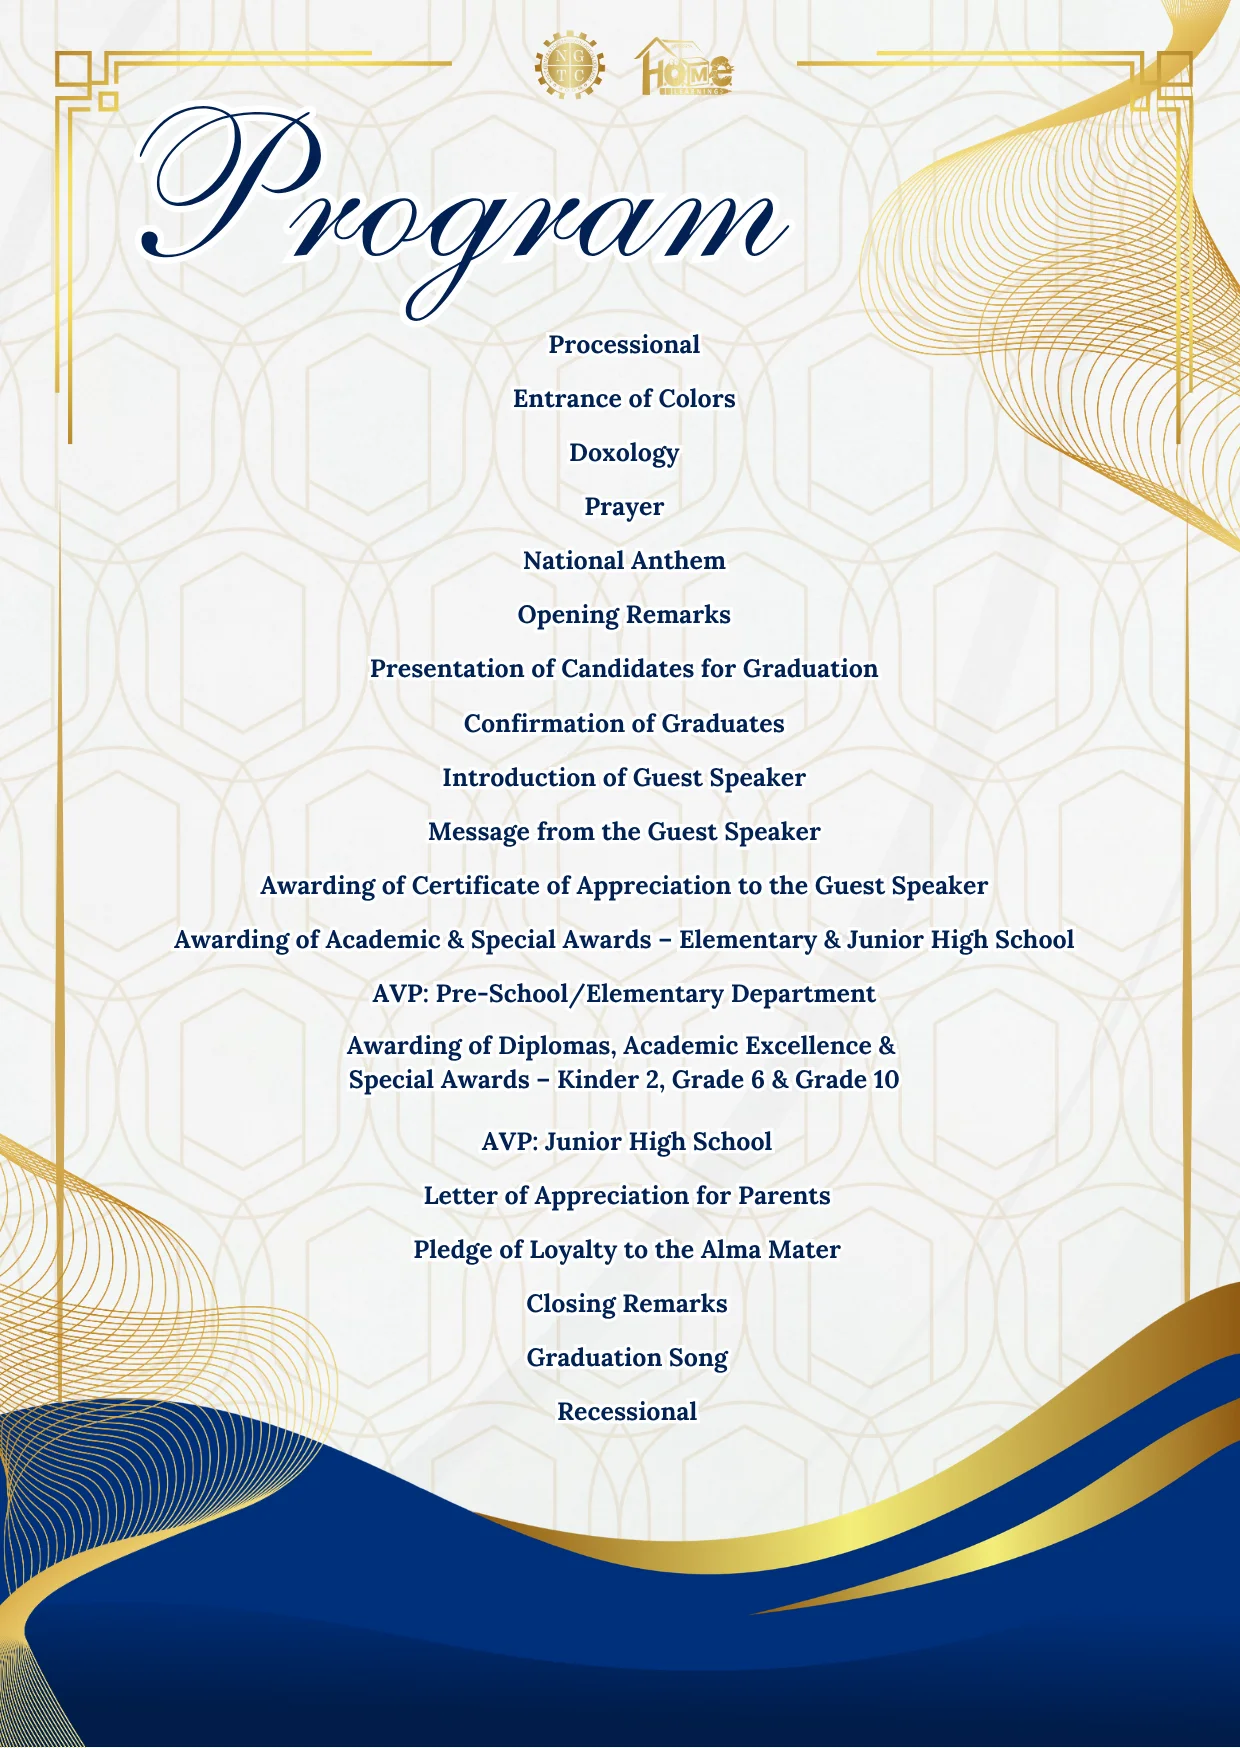 N G
T C
HOME
LEARNING
Program
Processional
Entrance of Colors
Doxology
Prayer
National Anthem
Opening Remarks
Presentation of Candidates for Graduation
Confirmation of Graduates
Introduction of Guest Speaker
Message from the Guest Speaker
Awarding of Certificate of Appreciation to the Guest Speaker
Awarding of Academic & Special Awards – Elementary & Junior High School
AVP: Pre-School/Elementary Department
Awarding of Diplomas, Academic Excellence &
Special Awards – Kinder 2, Grade 6 & Grade 10
AVP: Junior High School
Letter of Appreciation for Parents
Pledge of Loyalty to the Alma Mater
Closing Remarks
Graduation Song
Recessional